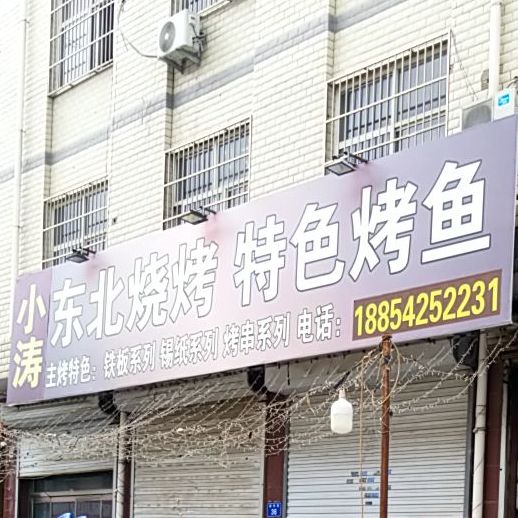 小涛
东北烧烤 特色烤鱼
主烤特色：铁板系列 锡纸系列 烤串系列 电话：18854252231
36